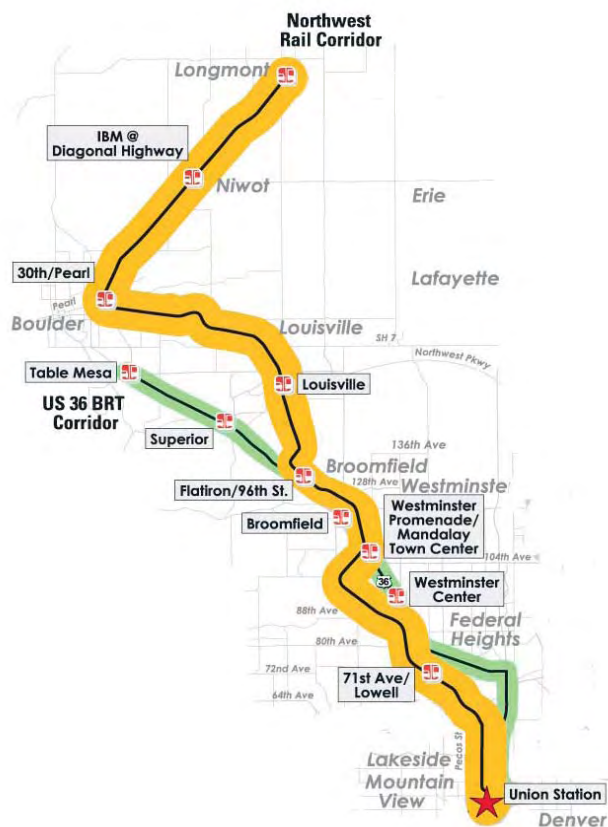 Northwest
Rail Corridor
Longmont
IBM @
Diagonal Highway
Niwot
Erie
30th/Pearl
Lafayette
Pearl
Boulder
Louisville
SH 7
Northwest Pkwy
Table Mesa
Louisville
US 36 BRT
Corridor
Superior
136th Ave
Broomfield
Flatiron/96th St.
128th Ave
Westminste
Broomfield
Westminster
Promenade/
Mandalay
Town Center
104th Ave
36
Westminster
Center
88th Ave
Federal
Heights
80th Ave
72nd Ave
71st Ave/
Lowell
64th Ave
Pecos St
Lakeside
Mountain
View
Union Station
Denver